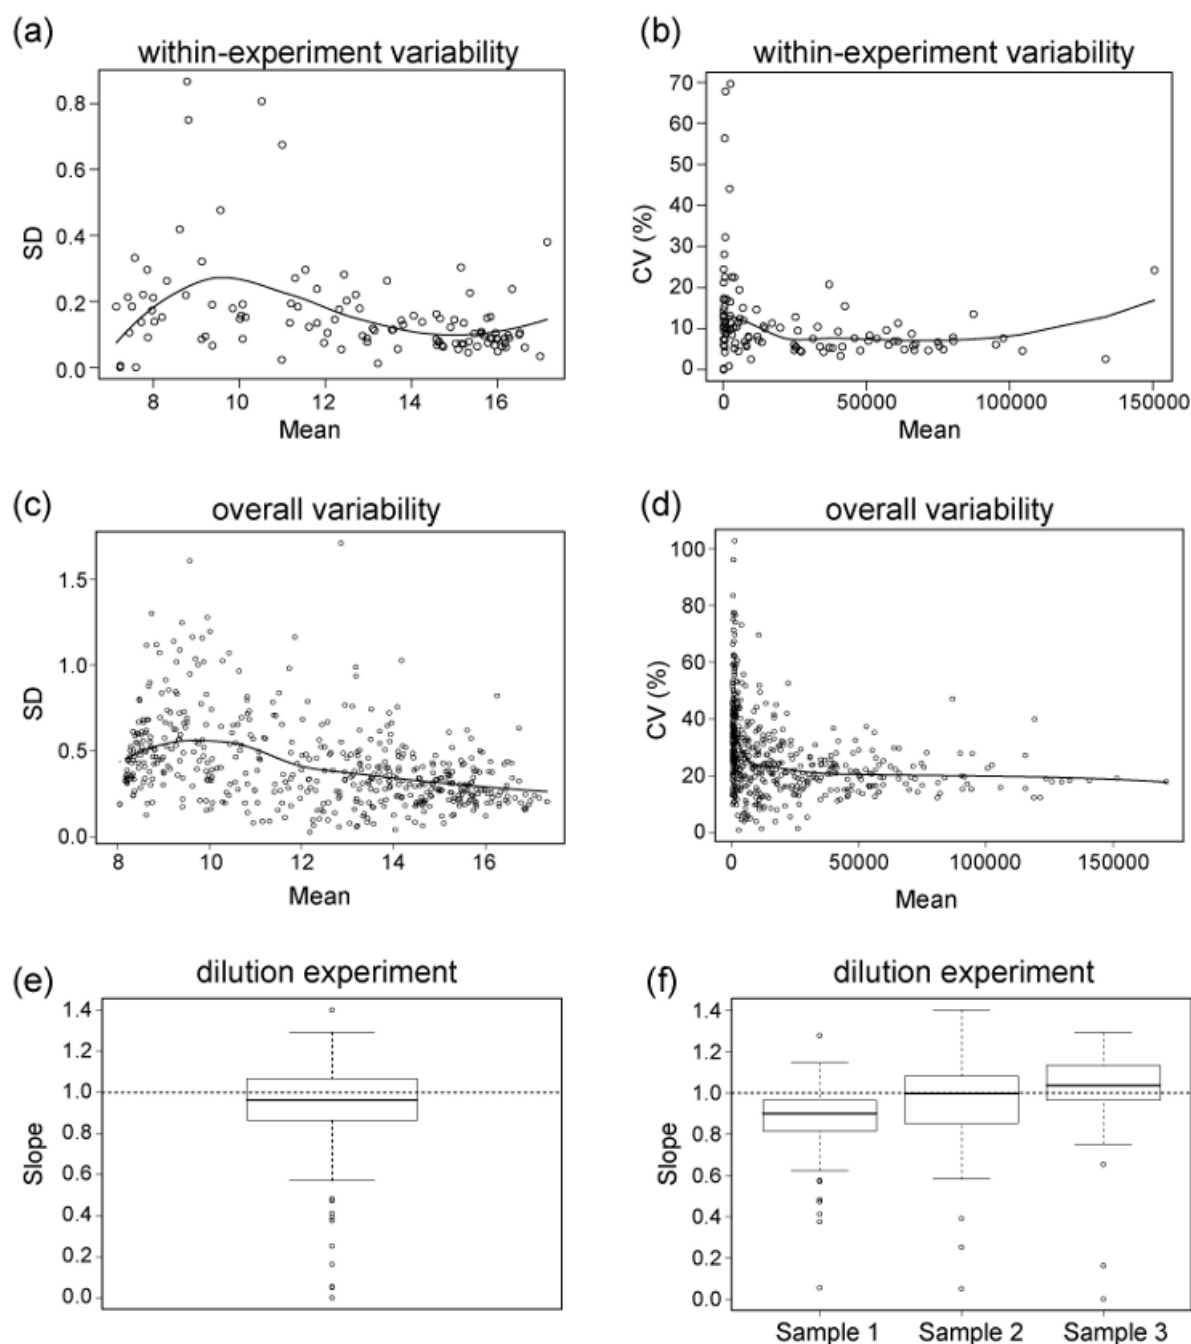 (a)
within-experiment variability
0.8
0.6
0.4
0.2
0.0
SD
8 10 12 14 16
Mean
(b)
within-experiment variability
70
60
50
40
30
20
10
0
CV (%)
0 50000 100000 150000
Mean
(c)
overall variability
1.5
1.0
0.5
0.0
SD
8 10 12 14 16
Mean
(d)
overall variability
100
80
60
40
20
0
CV (%)
0 50000 100000 150000
Mean
(e)
dilution experiment
1.4
1.2
1.0
0.8
0.6
0.4
0.2
0.0
Slope
(f)
dilution experiment
1.4
1.2
1.0
0.8
0.6
0.4
0.2
0.0
Slope
Sample 1 Sample 2 Sample 3